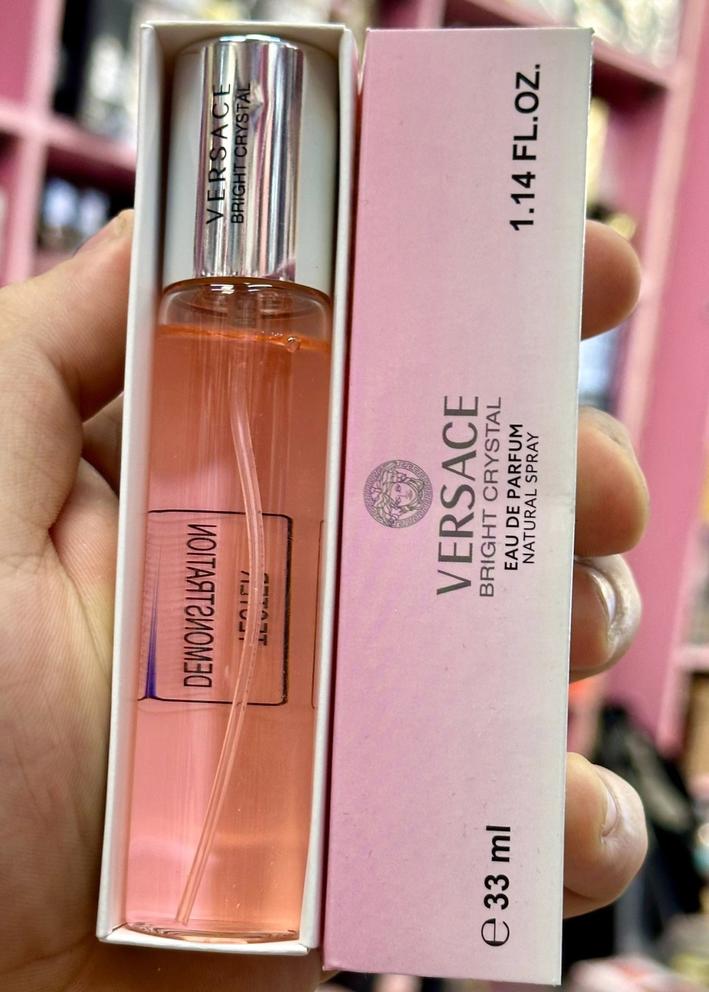 VERSACE
BRIGHT CRYSTAL
DEMONSTRATION
TESTER
1.14 FL.OZ.
VERSACE
BRIGHT CRYSTAL
EAU DE PARFUM
NATURAL SPRAY
℮ 33 ml